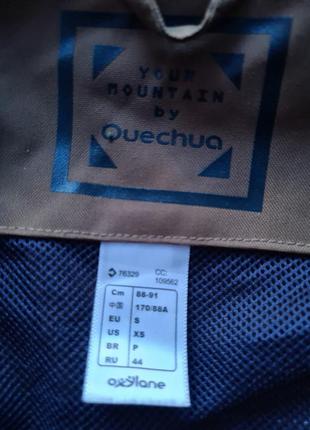 YOUR
MOUNTAIN
by
Quechua
76329 CC:
109562
Cm 88-91
中国 170/88A
EU S
US XS
BR P
RU 44
oxylane